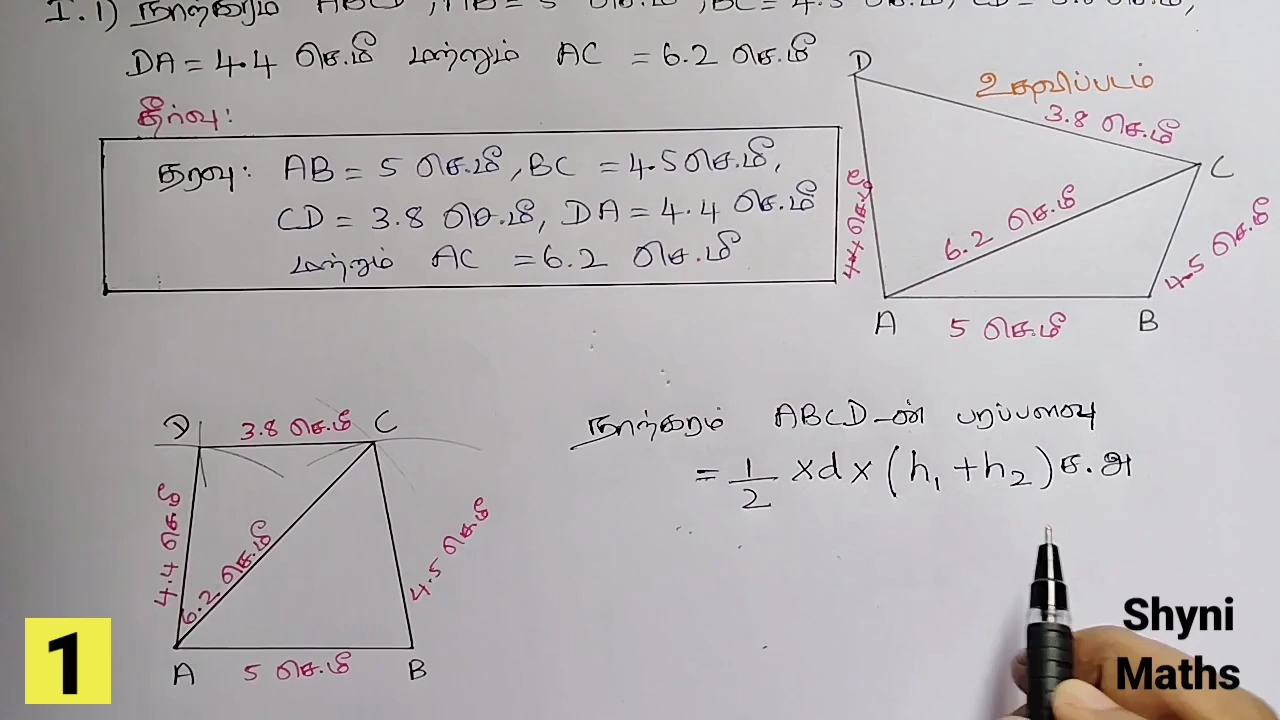 I.1) நாற்கரம் ABCD, AB = 5 செ.மீ, BC = 4.5 செ.மீ, CD = 3.8 செ.மீ,
DA = 4.4 செ.மீ மற்றும் AC = 6.2 செ.மீ
தீர்வு:
தரவு: AB = 5 செ.மீ, BC = 4.5 செ.மீ,
CD = 3.8 செ.மீ, DA = 4.4 செ.மீ
மற்றும் AC = 6.2 செ.மீ
உதவிப்படம்
D
3.8 செ.மீ
C
4.4 செ.மீ
6.2 செ.மீ
4.5 செ.மீ
A
5 செ.மீ
B
D
3.8 செ.மீ
C
4.4 செ.மீ
6.2 செ.மீ
4.5 செ.மீ
A
5 செ.மீ
B
நாற்கரம் ABCD-ன் பரப்பளவு
= 1/2 × d × (h₁ + h₂) ச.அ
1
Shyni
Maths